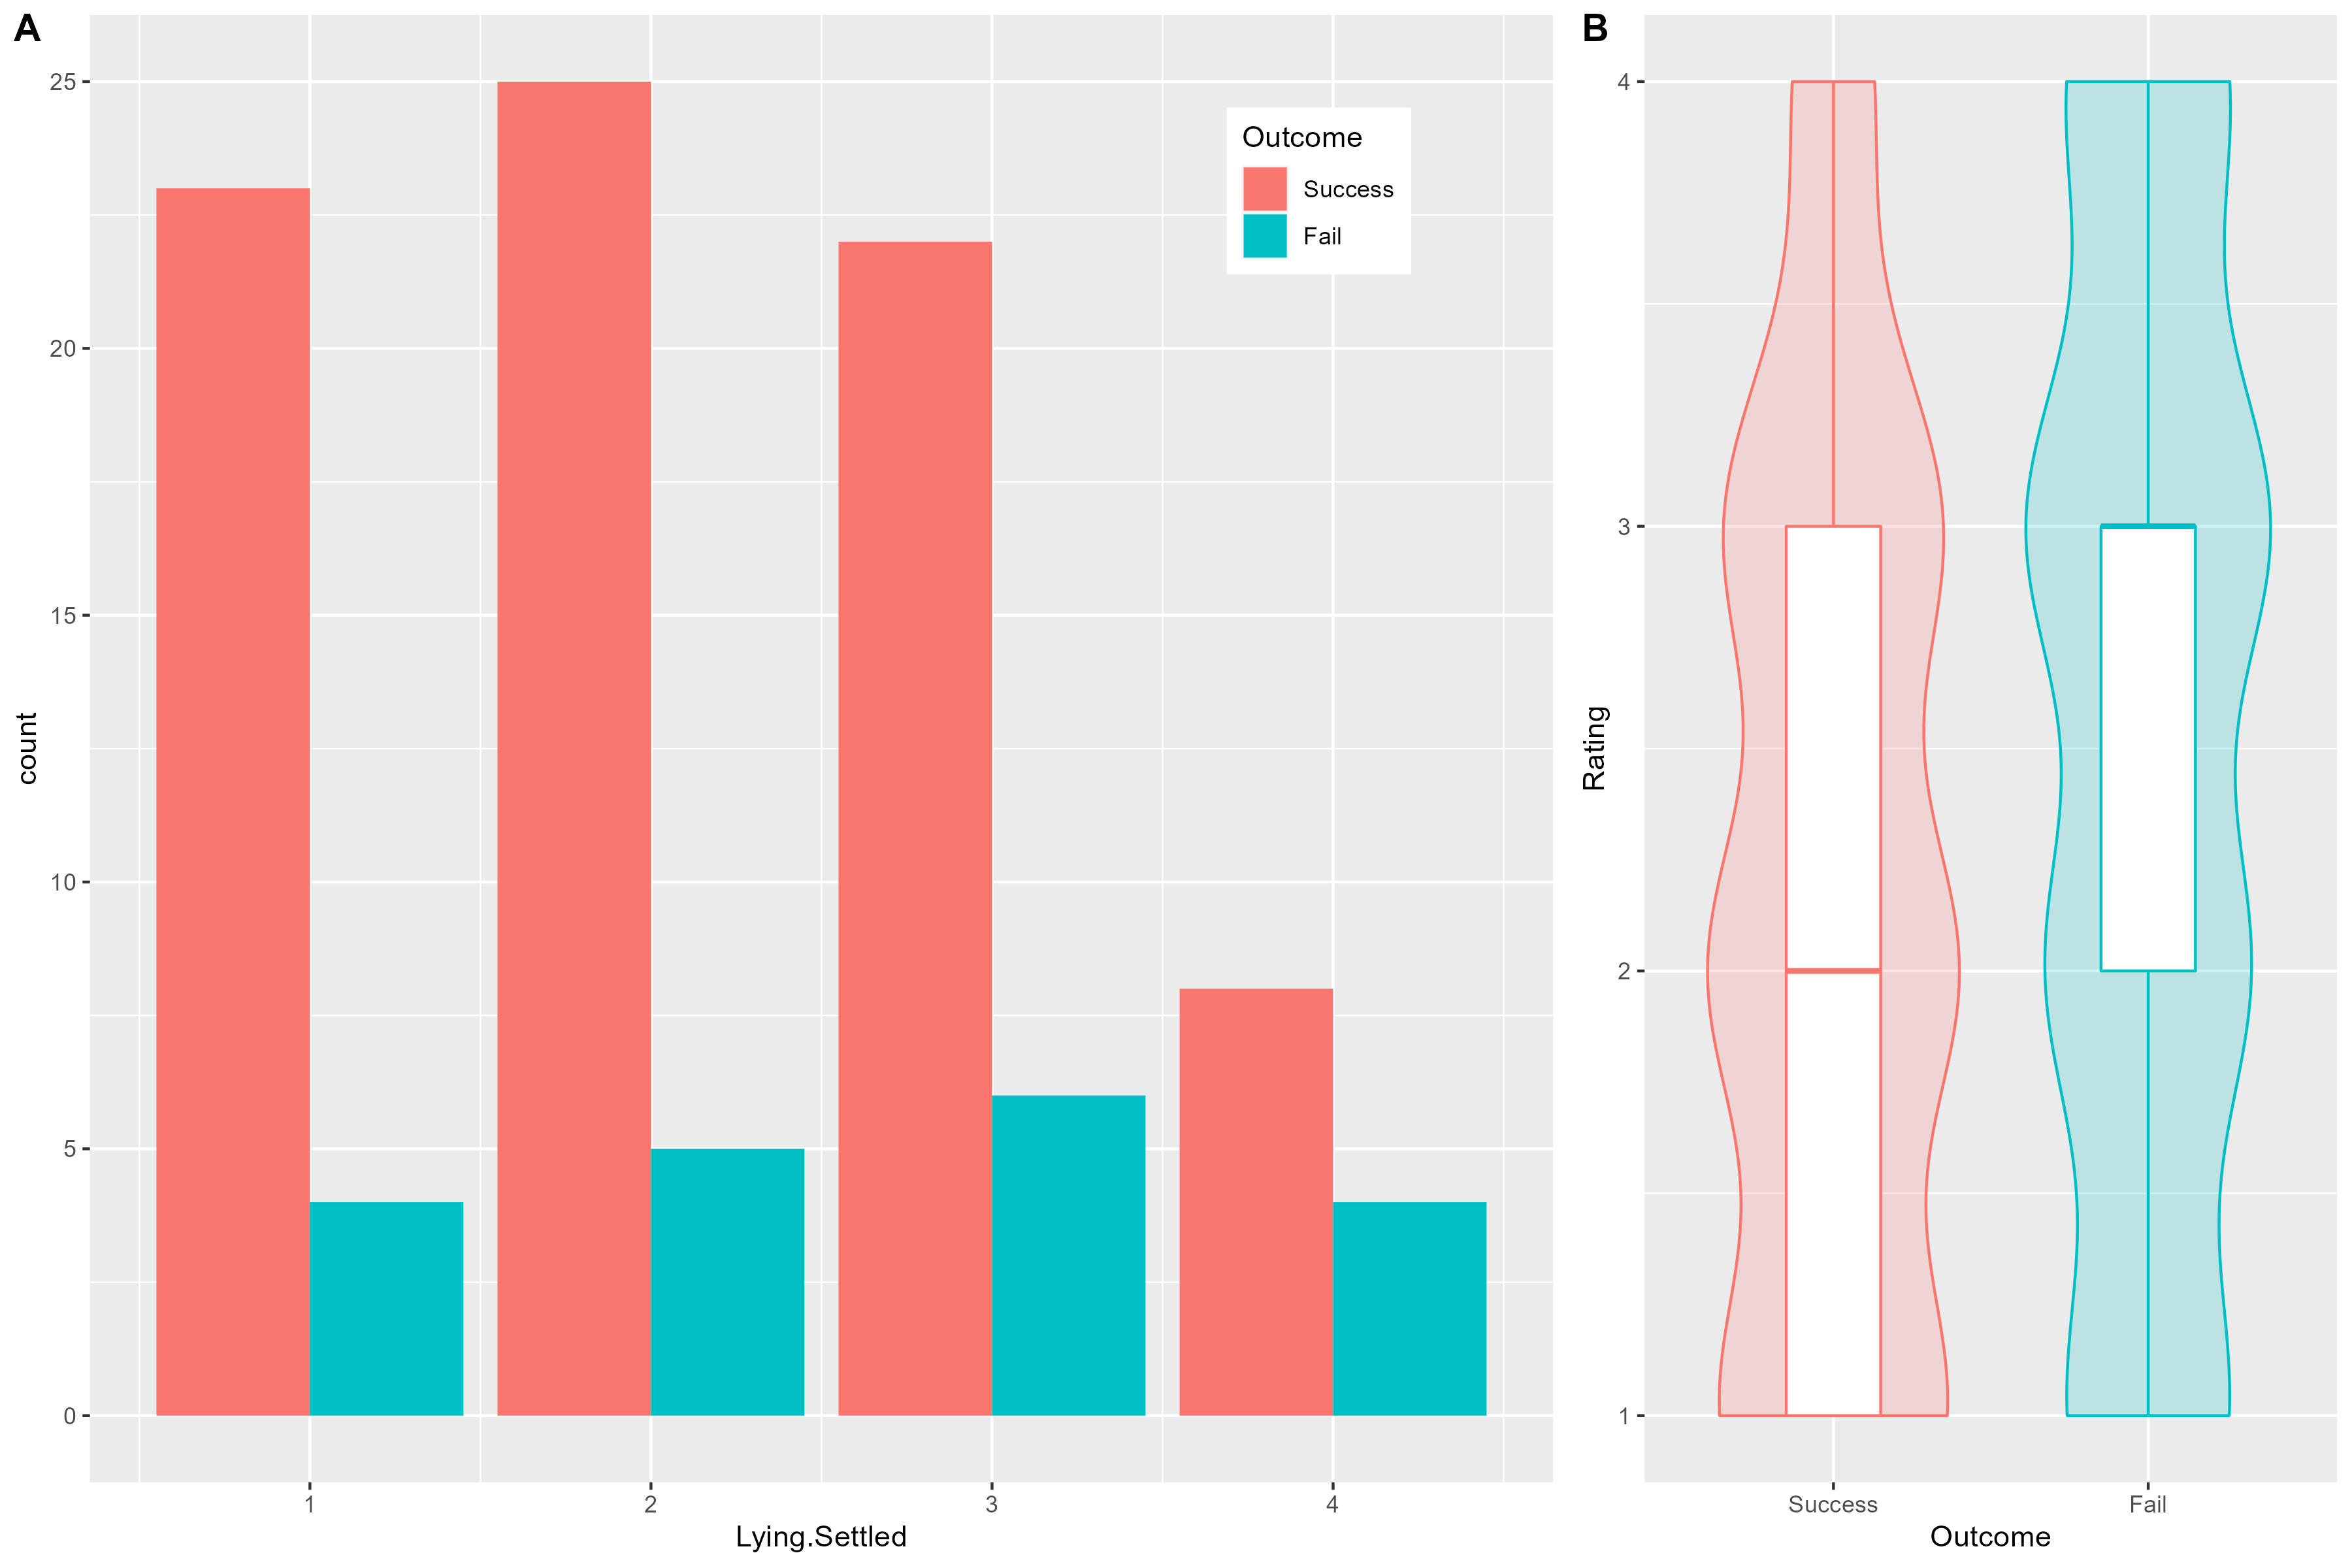 A
25
20
15
10
5
0
count
1 2 3 4
Lying.Settled
Outcome
Success
Fail
B
4
3
2
1
Rating
Success Fail
Outcome